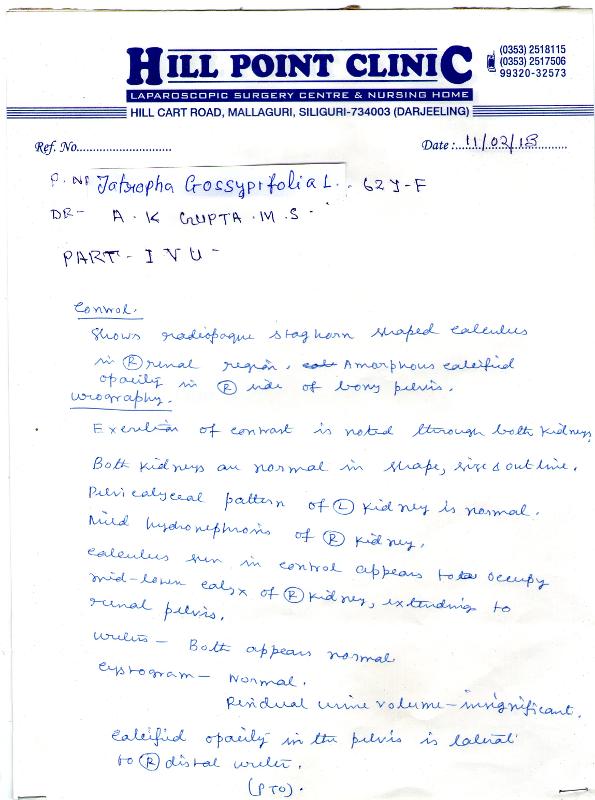 HILL POINT CLINIC
(0353) 2518115
(0353) 2517506
99320-32573
LAPAROSCOPIC SURGERY CENTRE & NURSING HOME
HILL CART ROAD, MALLAGURI, SILIGURI-734003 (DARJEELING)
Ref. No............................ Date :..11/02/13..........
P. N: Jatropha Gossypifolia L. . 62 Y-F
DR- A. K GUPTA. M. S.
PART- I V U -
Control.
Shows radiopaque staghorn shaped calculus
in Ⓡ renal region. Amorphous calcified
opacity in Ⓡ side of bony pelvis.
Urography.
Excretion of contrast is noted through both kidneys
Both kidneys are normal in shape, size & outline.
Pelvicalyceal pattern of Ⓛ kidney is normal.
Mild hydronephrosis of Ⓡ kidney.
Calculus seen in control appears to occupy
mid-lower calyx of Ⓡ kidney, extending to
renal pelvis.
Ureters - Both appears normal
Cystogram - Normal.
Residual urine volume - insignificant.
Calcified opacity in the pelvis is lateral
to Ⓡ distal ureter.
(PTO).